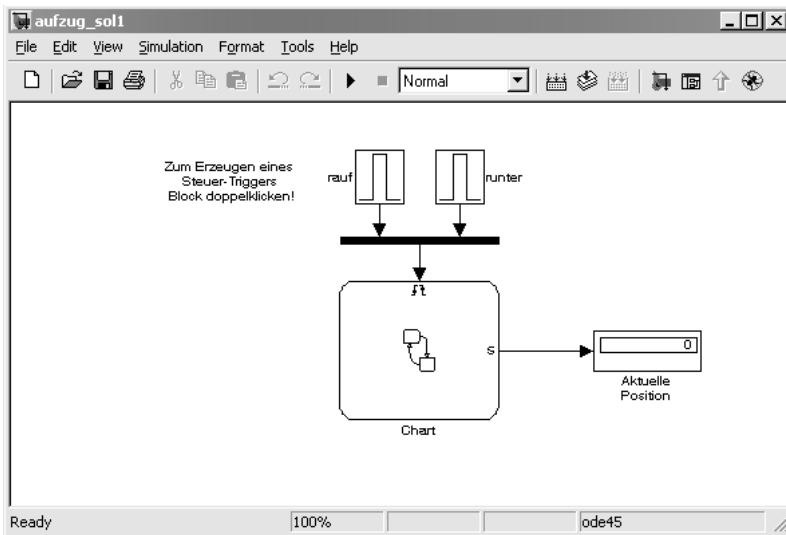 aufzug_sol1
File Edit View Simulation Format Tools Help
Normal
Zum Erzeugen eines
Steuer-Triggers
Block doppelklicken!
rauf
runter
s
0
Aktuelle
Position
Chart
Ready
100%
ode45